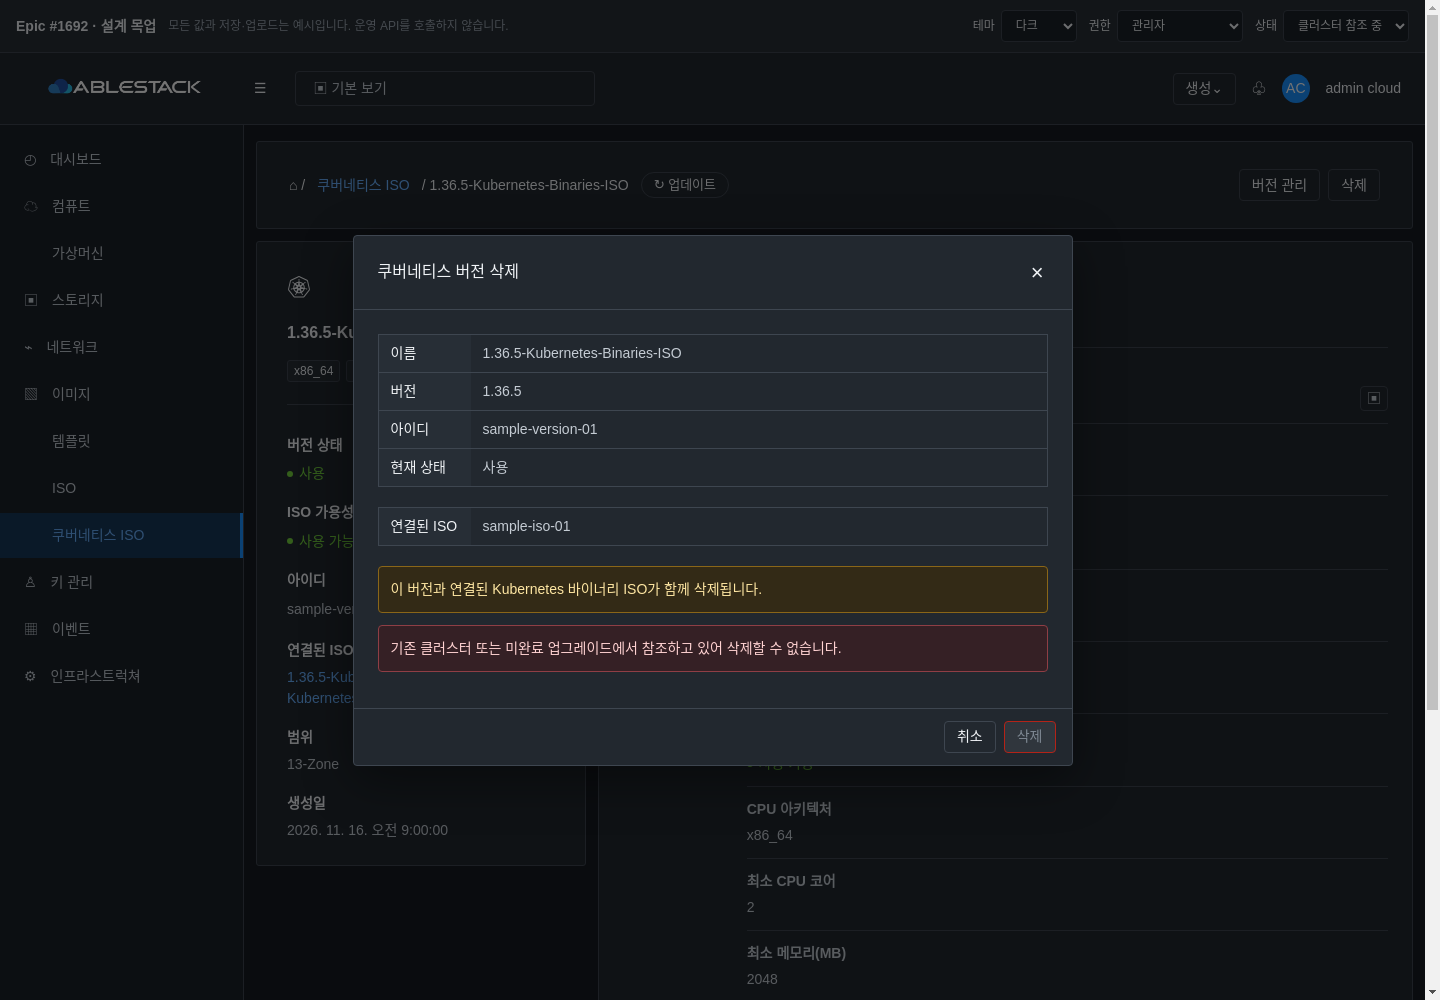 Epic #1692 · 설계 목업 모든 값과 저장·업로드는 예시입니다. 운영 API를 호출하지 않습니다. 테마 다크 권한 관리자 상태 클러스터 참조 중
ABLESTACK ☰ 기본 보기 생성 AC admin cloud
대시보드
컴퓨트
가상머신
스토리지
네트워크
이미지
템플릿
ISO
쿠버네티스 ISO
키 관리
이벤트
인프라스트럭쳐
/ 쿠버네티스 ISO / 1.36.5-Kubernetes-Binaries-ISO ↻ 업데이트 버전 관리 삭제
1.36.5-Ku
x86_64
버전 상태
사용
ISO 가용성
사용 가능
아이디
sample-ver
연결된 ISO
1.36.5-Kub
Kubernetes
범위
13-Zone
생성일
2026. 11. 16. 오전 9:00:00
쿠버네티스 버전 삭제 ×
이름 1.36.5-Kubernetes-Binaries-ISO
버전 1.36.5
아이디 sample-version-01
현재 상태 사용
연결된 ISO sample-iso-01
이 버전과 연결된 Kubernetes 바이너리 ISO가 함께 삭제됩니다.
기존 클러스터 또는 미완료 업그레이드에서 참조하고 있어 삭제할 수 없습니다.
취소 삭제
CPU 아키텍처
x86_64
최소 CPU 코어
2
최소 메모리(MB)
2048